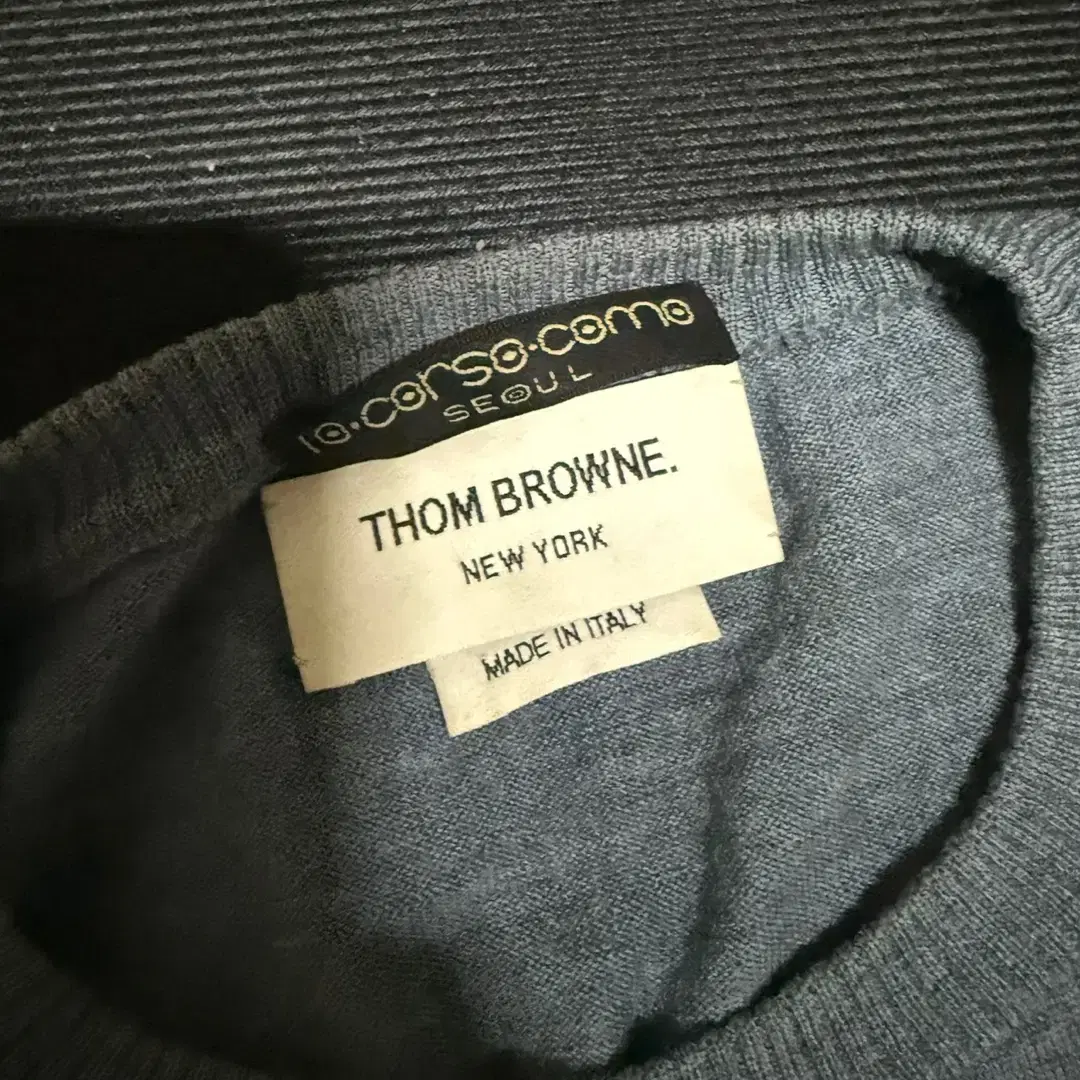 10·corso·como
SEOUL
THOM BROWNE.
NEW YORK
MADE IN ITALY